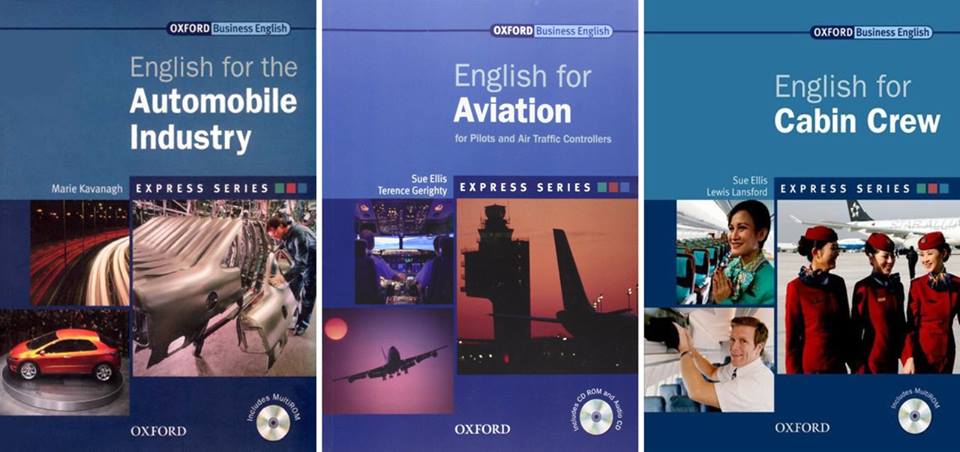 OXFORD Business English
English for the
Automobile
Industry
Marie Kavanagh
EXPRESS SERIES
Includes MultiROM
OXFORD
OXFORD Business English
English for
Aviation
for Pilots and Air Traffic Controllers
Sue Ellis
Terence Gerighty
EXPRESS SERIES
Includes CD ROM and Audio CD
OXFORD
OXFORD Business English
English for
Cabin Crew
Sue Ellis
Lewis Lansford
EXPRESS SERIES
Includes MultiROM
OXFORD